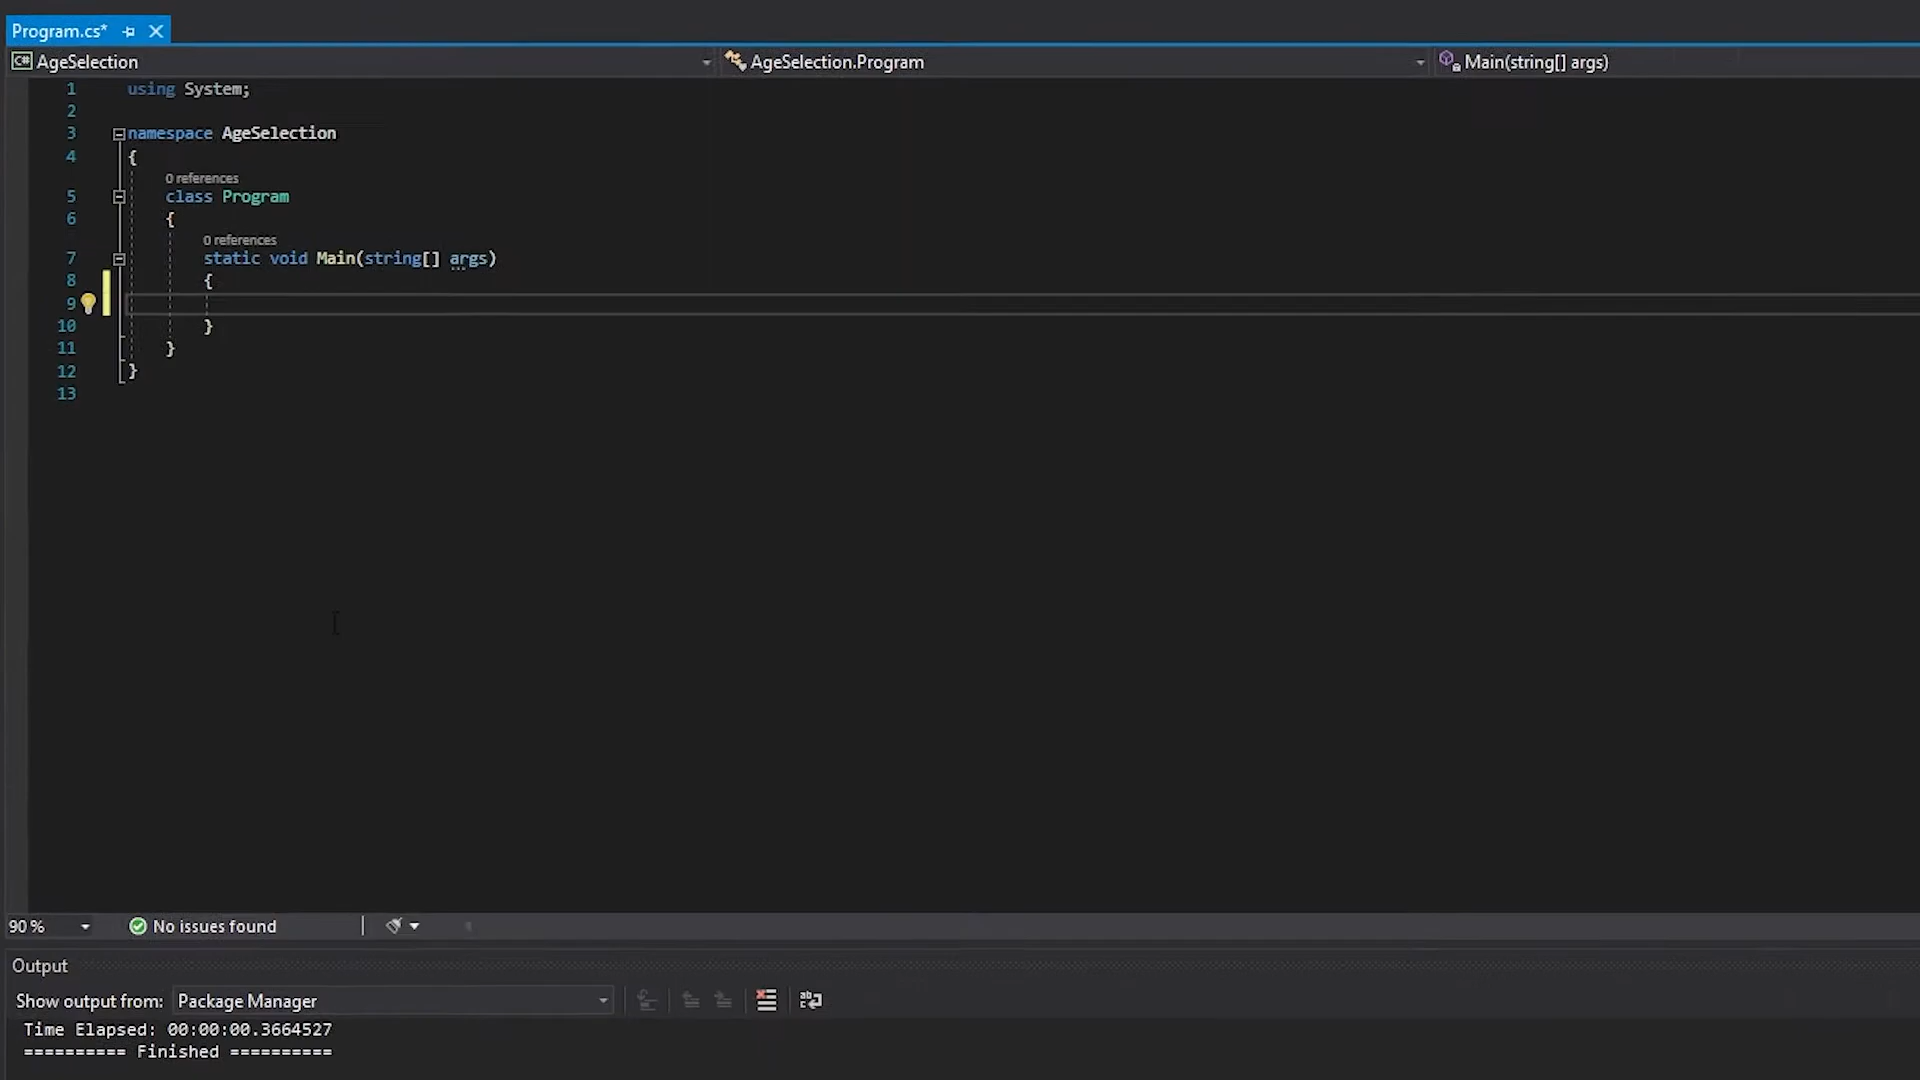 Program.cs*
C# AgeSelection
AgeSelection.Program
Main(string[] args)
1 using System;
2
3 namespace AgeSelection
4 {
0 references
5 class Program
6 {
0 references
7 static void Main(string[] args)
8 {
9
10 }
11 }
12 }
13
90 %
No issues found
Output
Show output from: Package Manager
Time Elapsed: 00:00:00.3664527
========== Finished ==========